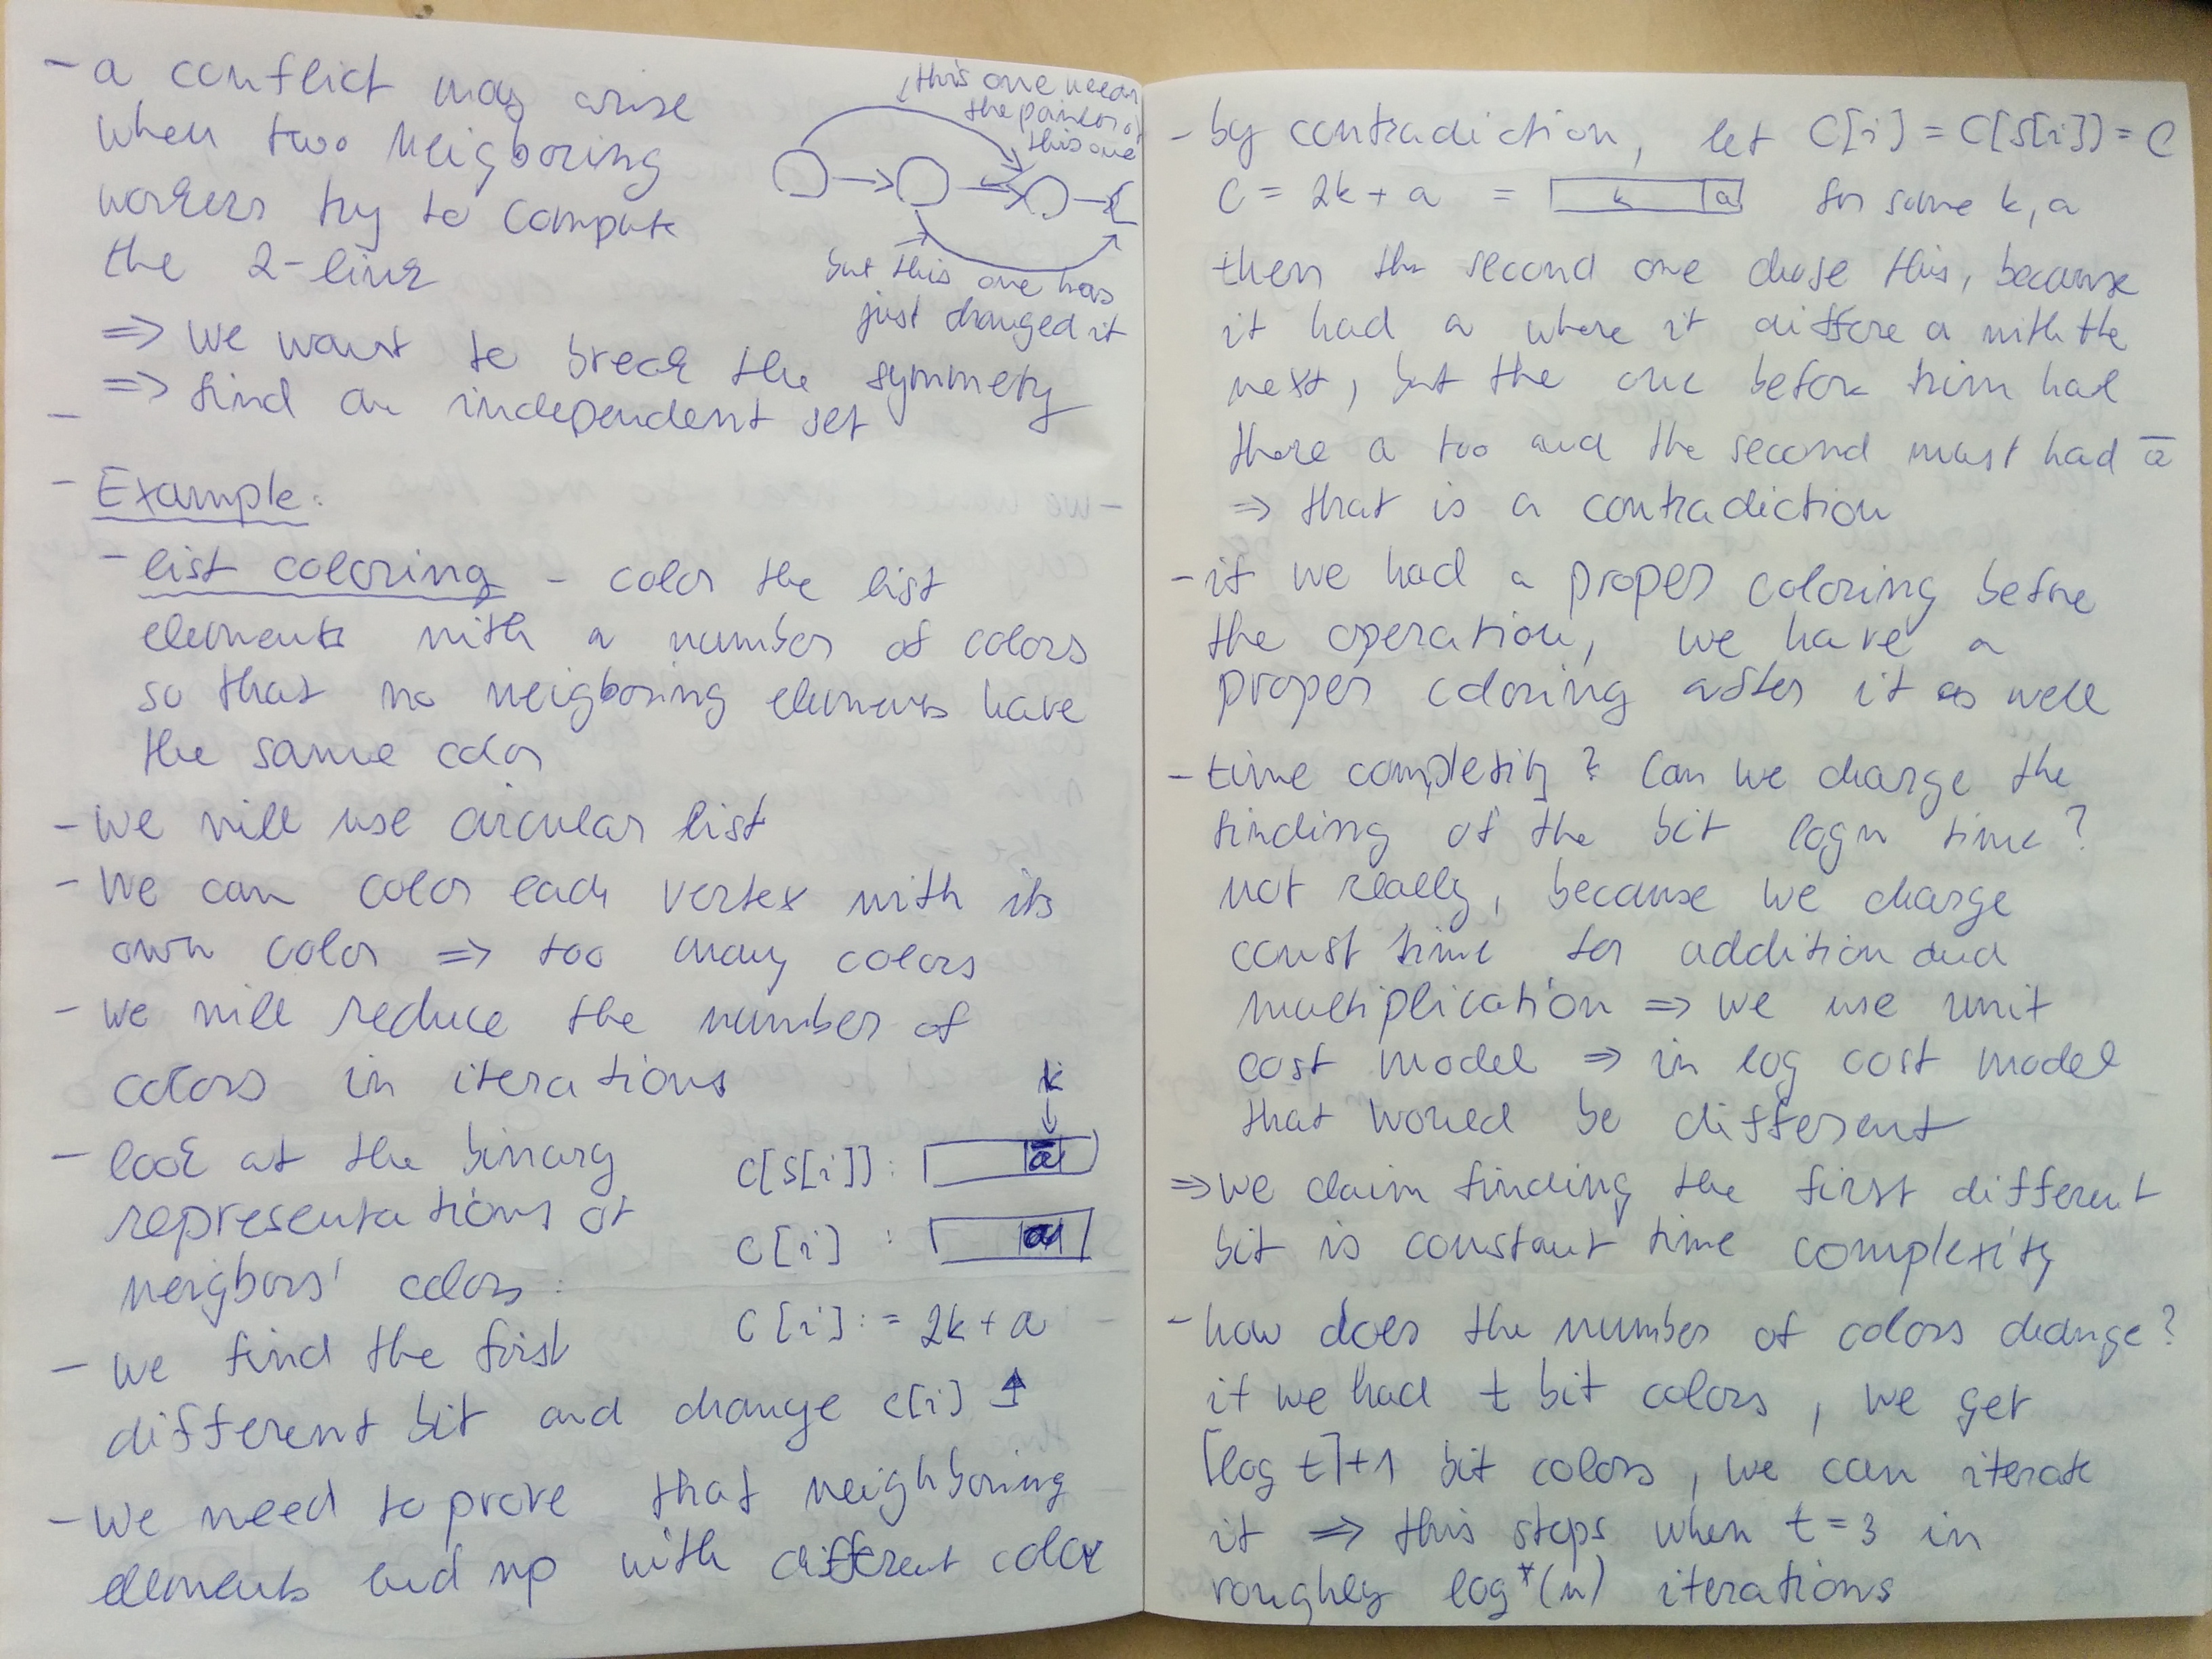 - a conflict may arise
when two neigboring
workers try to compute
the 2-link
this one needs
the pointer of
this one
but this one has
just changed it
=> we want to break the symmetry
=> find an independent set
-
- Example:
- list coloring - color the list
elements with a number of colors
so that no neigboring elements have
the same color
- we will use circular list
- we can color each vertex with its
own color => too many colors
- we will reduce the number of
colors in iterations
- look at the binary
representations of
neigbors' colors:
k
C[S[i]]: ā
C[i] : a
C[i] := 2k + a
- we find the first
different bit and change c[i] ↑
- we need to prove that neighboring
elements end up with different color
- by contradiction, let C[i] = C[S[i]] = C
C = 2k + a = k a for some k, a
then the second one chose this, because
it had a where it differe a with the
next, but the one before him had
there a too and the second must had ā
=> that is a contradiction
- if we had a proper coloring before
the operation, we have a
proper coloring after it as well
- time complexity? Can we charge the
finding of the bit log n time?
not really, because we charge
const time for addition and
multiplication => we use unit
cost model => in log cost model
that would be different
=> we claim finding the first different
bit is constant time complexity
- how does the number of colors change?
if we had t bit colors, we get
⌈log t⌉+1 bit colors, we can iterate
it => this stops when t = 3 in
roughly log*(n) iterations